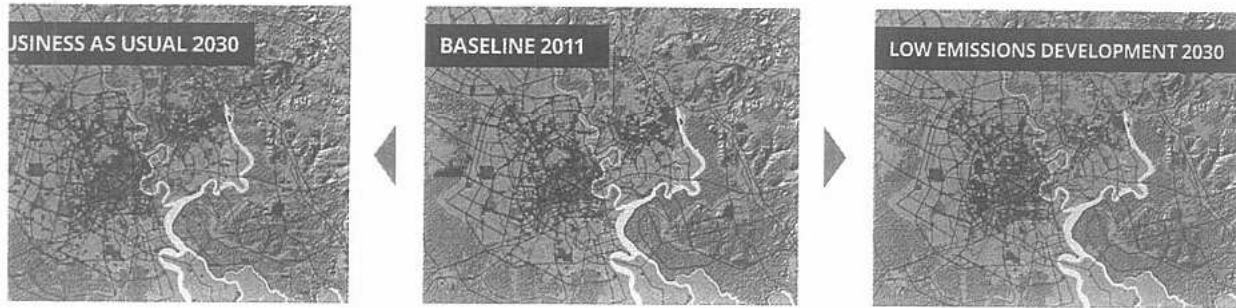 USINESS AS USUAL 2030
BASELINE 2011
LOW EMISSIONS DEVELOPMENT 2030